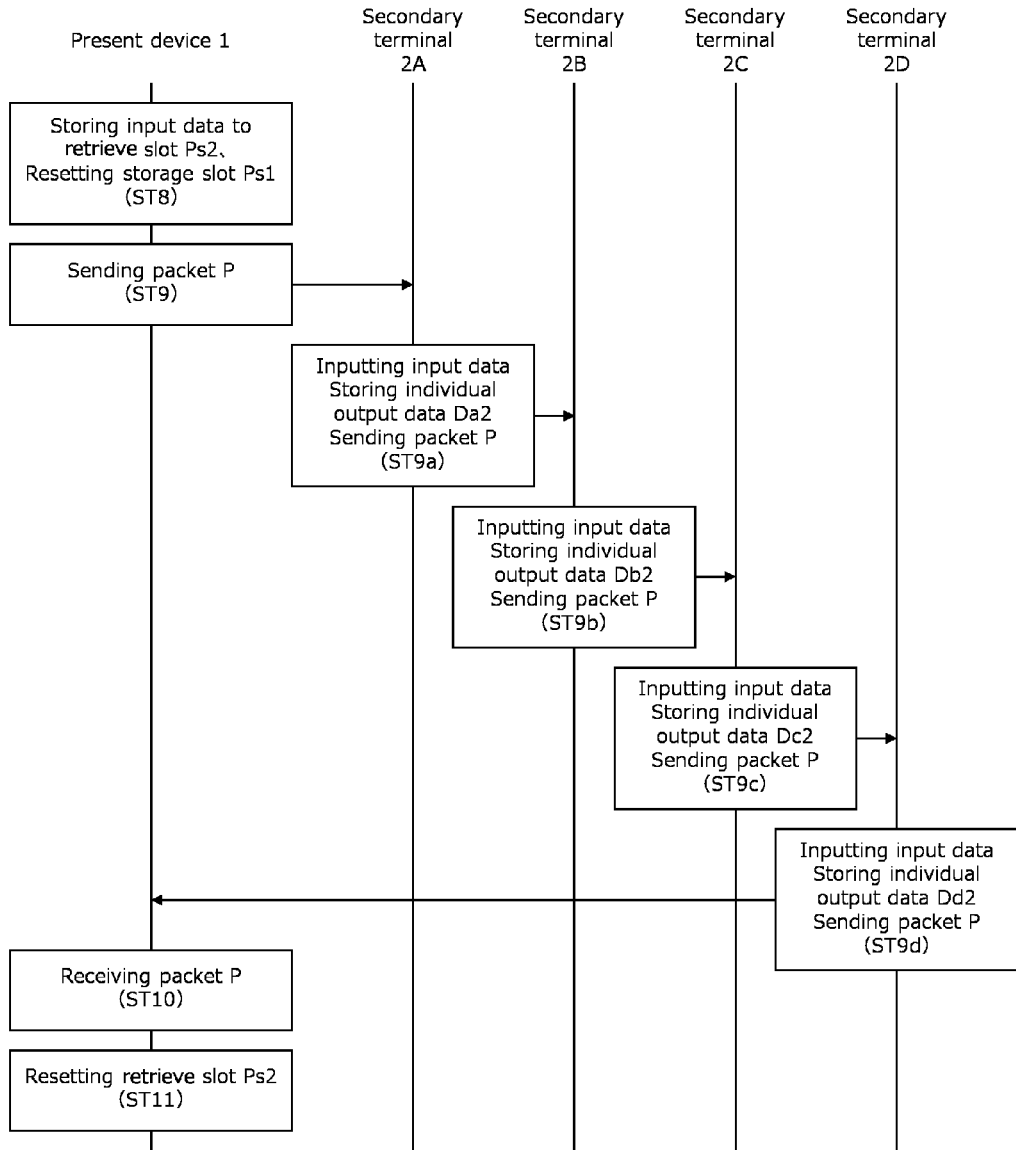 Present device 1
Secondary
terminal
2A
Secondary
terminal
2B
Secondary
terminal
2C
Secondary
terminal
2D
Storing input data to
retrieve slot Ps2、
Resetting storage slot Ps1
(ST8)
Sending packet P
(ST9)
Inputting input data
Storing individual
output data Da2
Sending packet P
(ST9a)
Inputting input data
Storing individual
output data Db2
Sending packet P
(ST9b)
Inputting input data
Storing individual
output data Dc2
Sending packet P
(ST9c)
Inputting input data
Storing individual
output data Dd2
Sending packet P
(ST9d)
Receiving packet P
(ST10)
Resetting retrieve slot Ps2
(ST11)